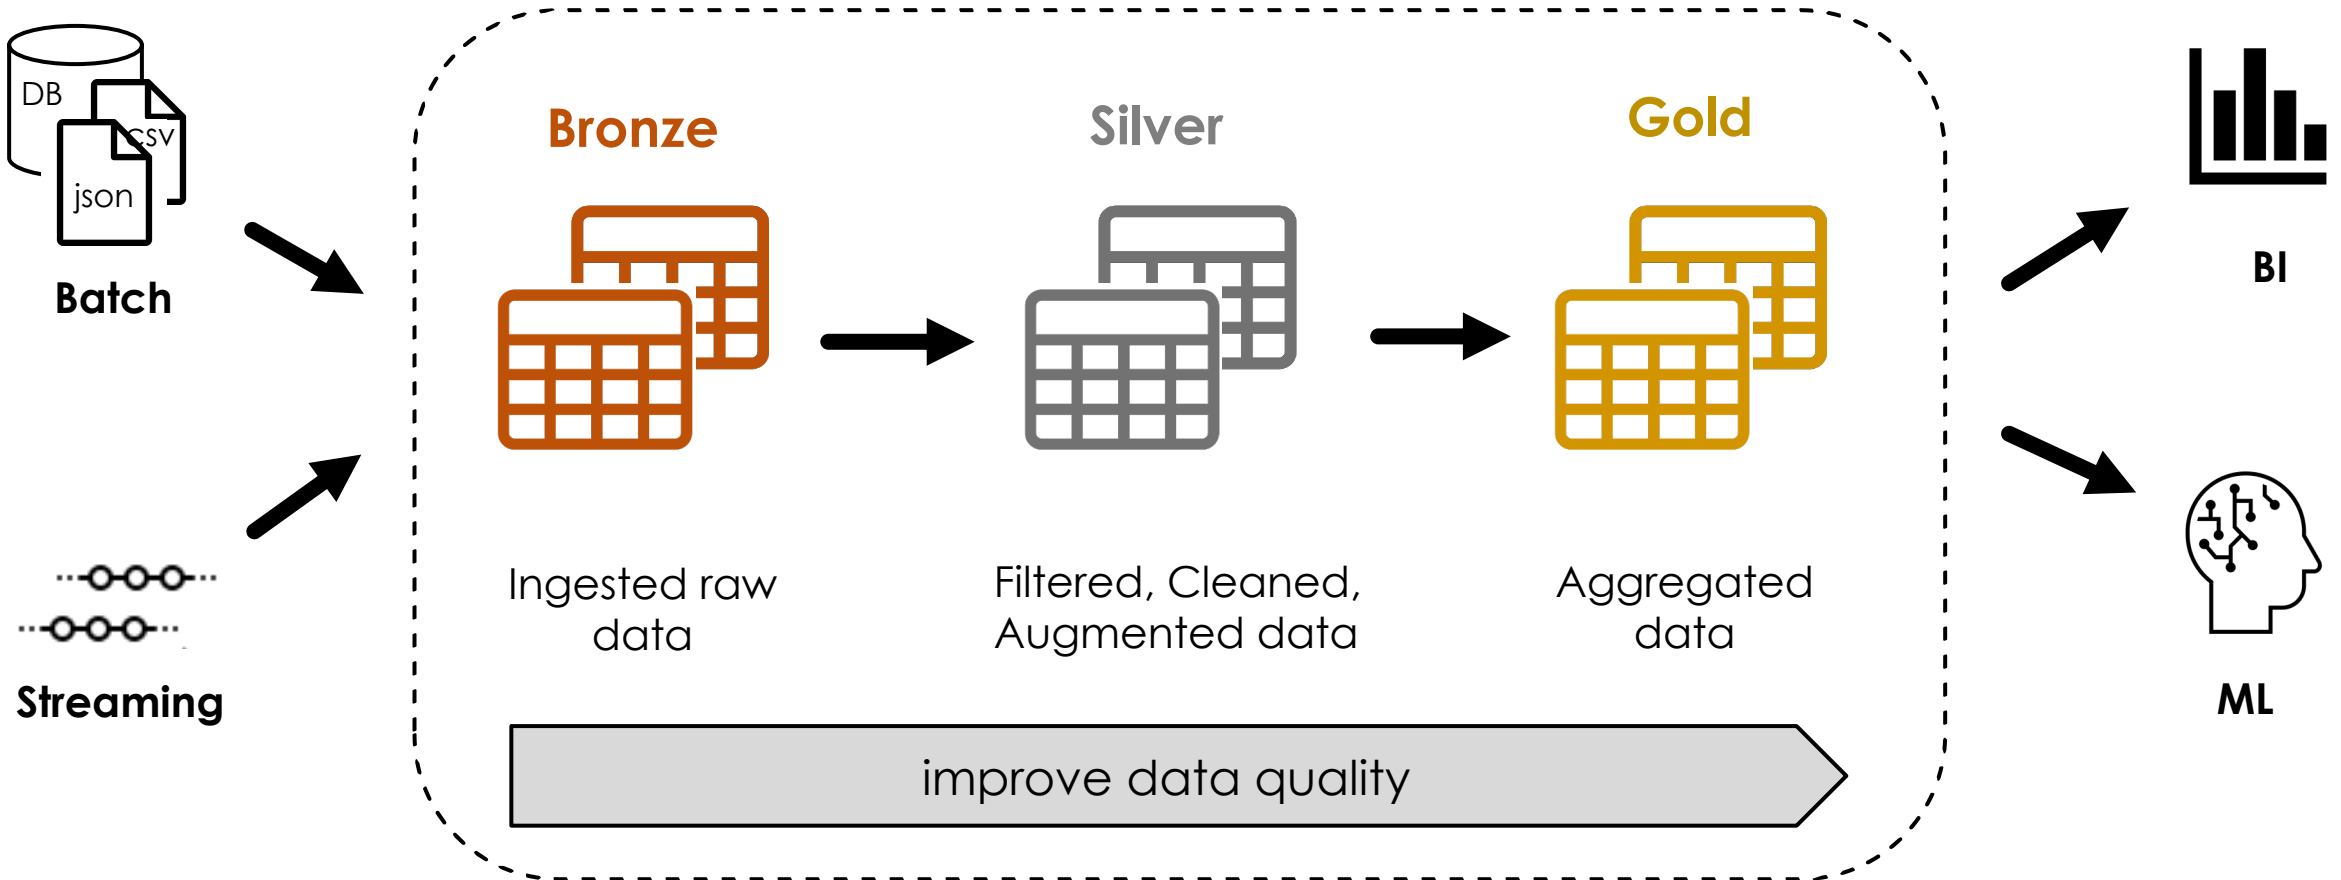 DB
csv
json
Batch
Streaming
Bronze
Ingested raw
data
Silver
Filtered, Cleaned,
Augmented data
Gold
Aggregated
data
improve data quality
BI
ML